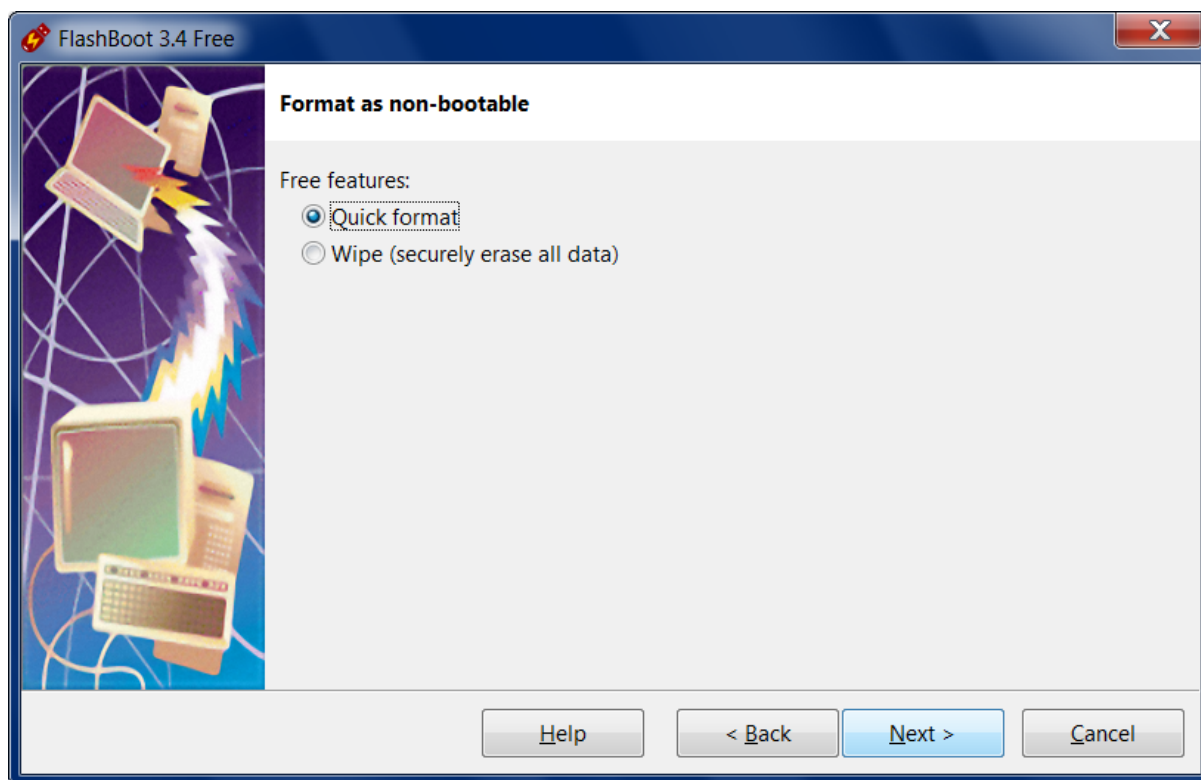 FlashBoot 3.4 Free
Format as non-bootable
Free features:
Quick format
Wipe (securely erase all data)
Help
< Back
Next >
Cancel